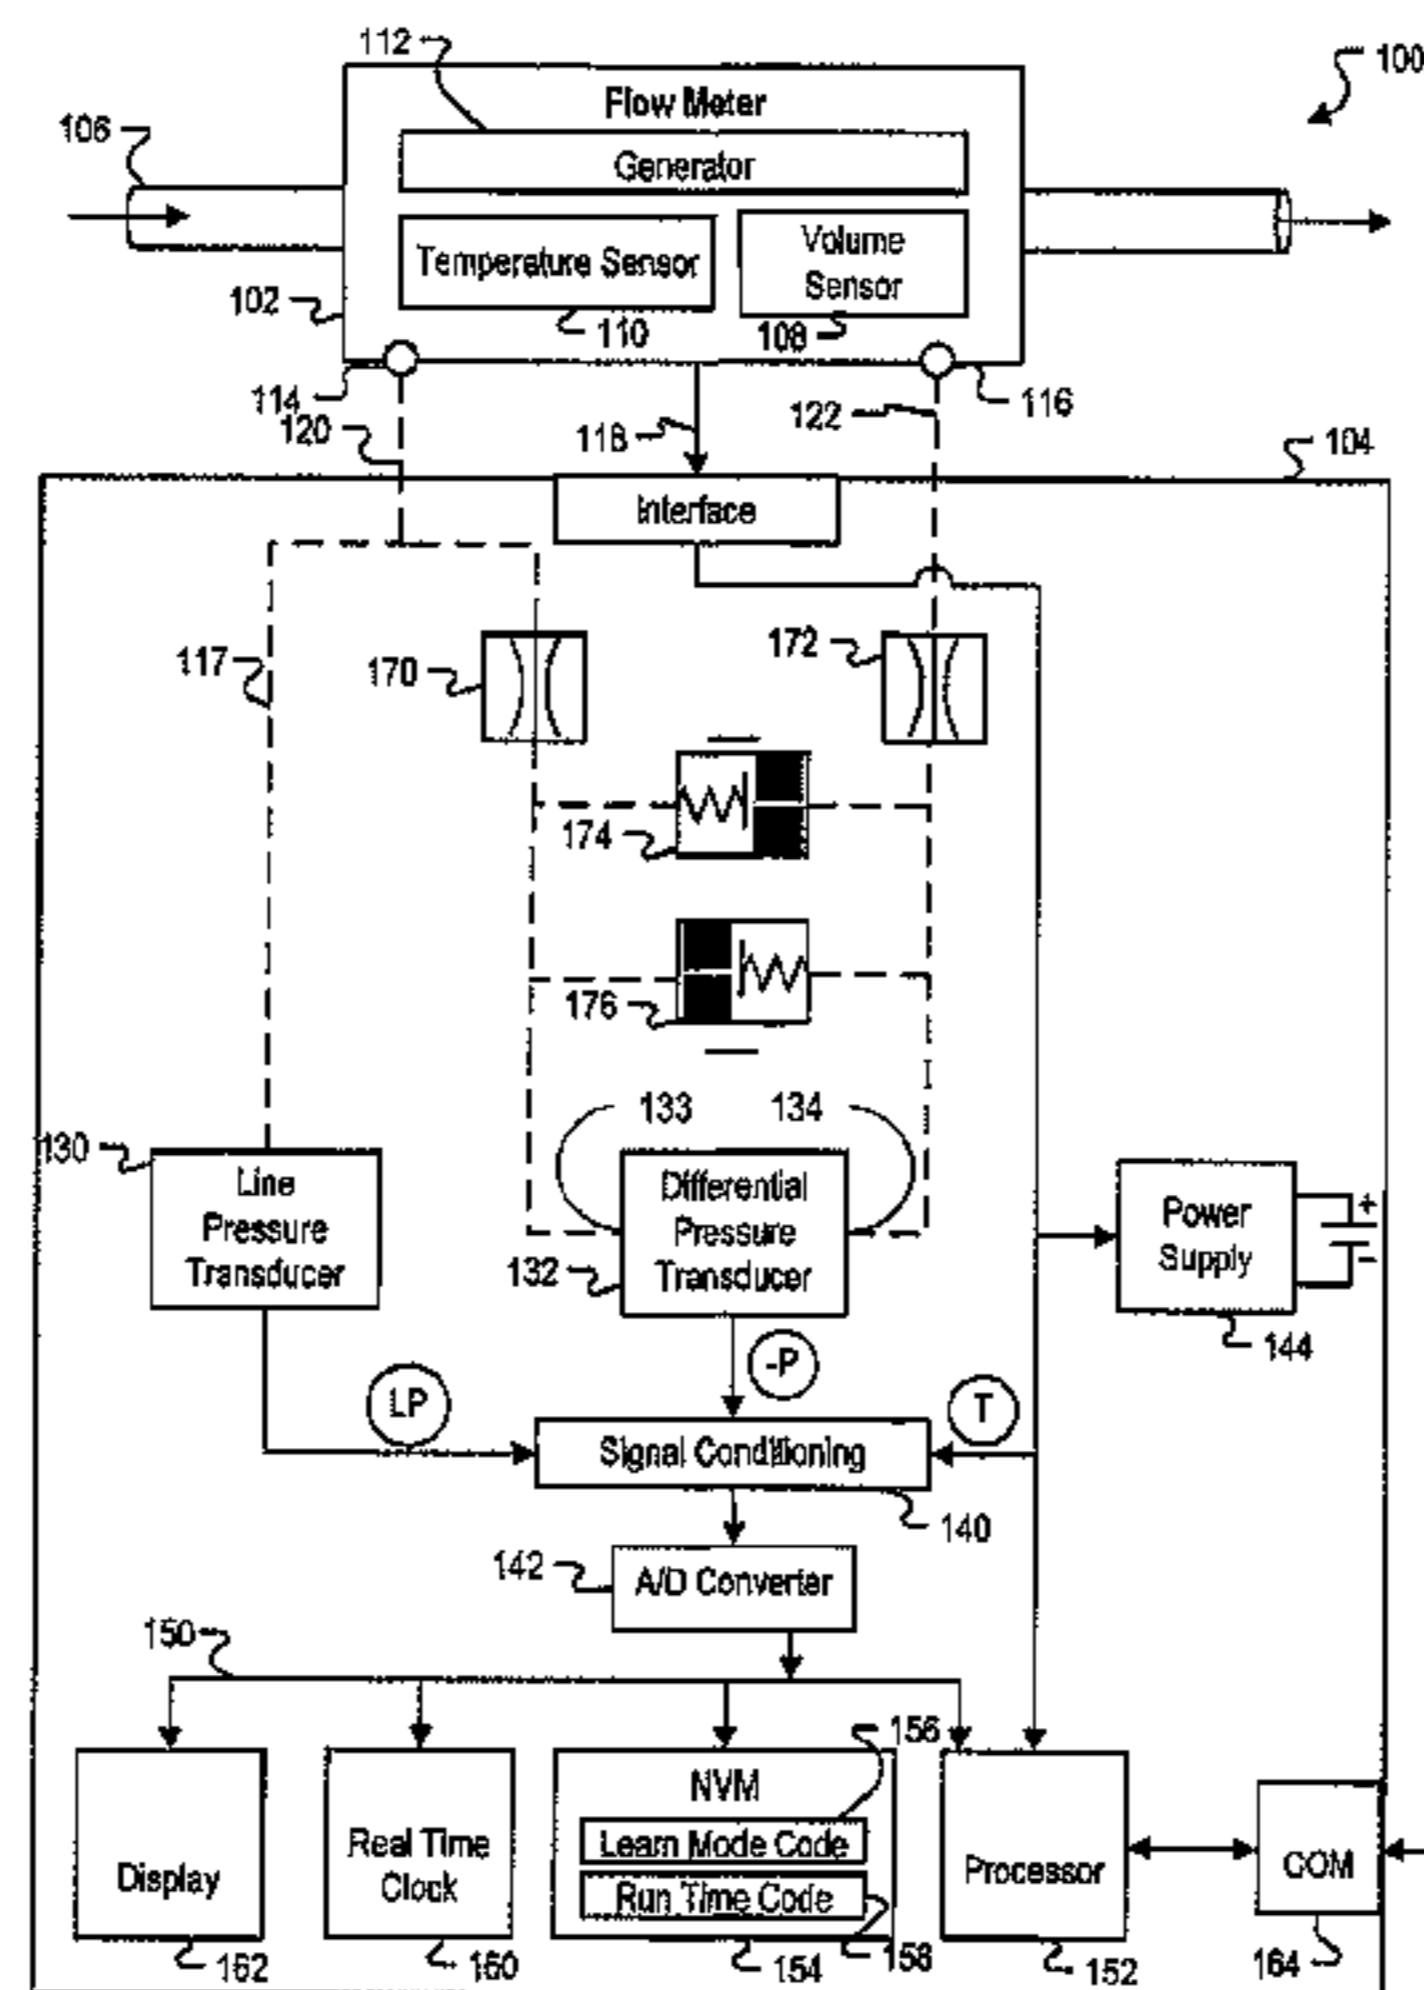 112
100
Flow Meter
106
Generator
Temperature Sensor
Volume
Sensor
102
110
108
114
116
120
118
122
104
Interface
117
170
172
174
176
133
134
130
Line
Pressure
Transducer
Differential
Pressure
Transducer
132
Power
Supply
+
-
144
LP
-P
T
Signal Conditioning
140
142
A/D Converter
150
156
NVM
Learn Mode Code
Run Time Code
Display
Real Time
Clock
Processor
COM
162
160
154
158
152
164